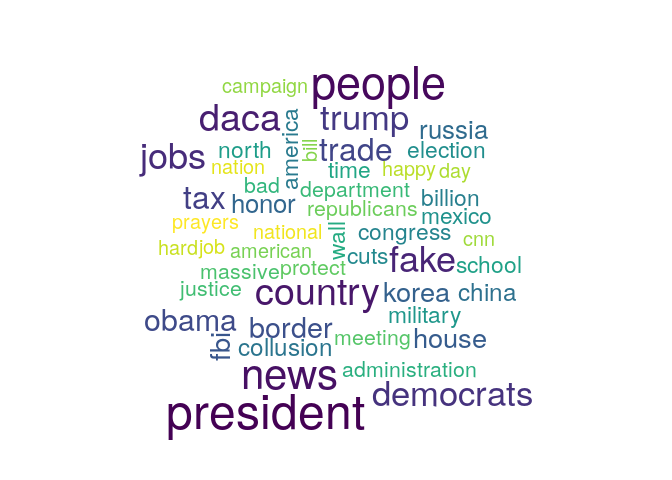 campaign people
daca america trump russia
jobs north bill trade election
nation time happy day
bad department
tax honor republicans billion
mexico
prayers national wall congress cnn
hard job american cuts fake school
massive protect
justice country korea china
military
obama border house
fbi collusion meeting
news administration
president democrats